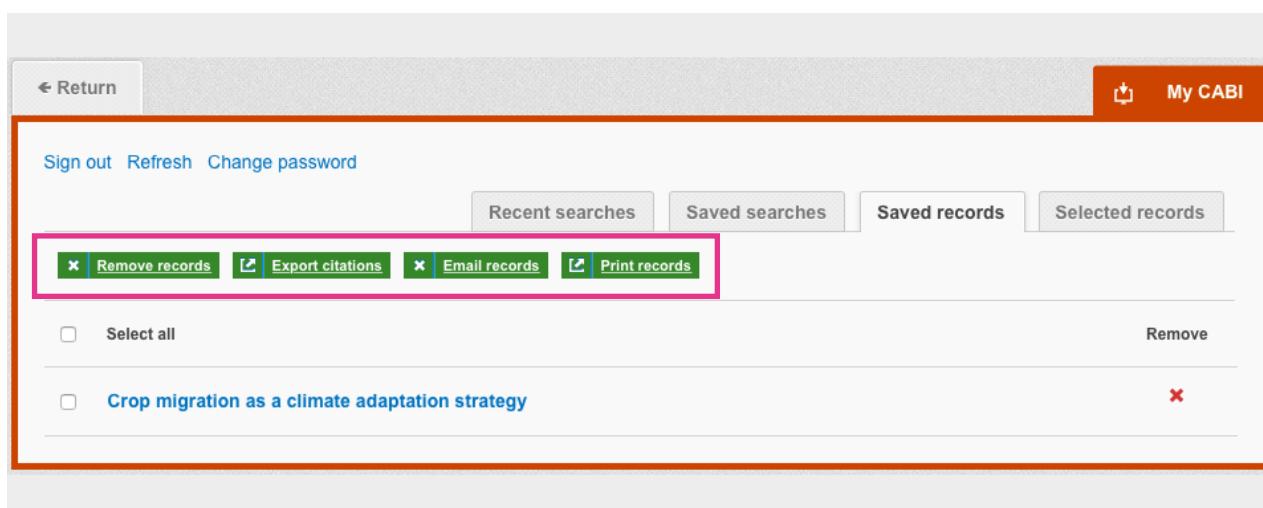 Return
My CABI
Sign out Refresh Change password
Recent searches Saved searches Saved records Selected records
Remove records Export citations Email records Print records
Select all Remove
Crop migration as a climate adaptation strategy